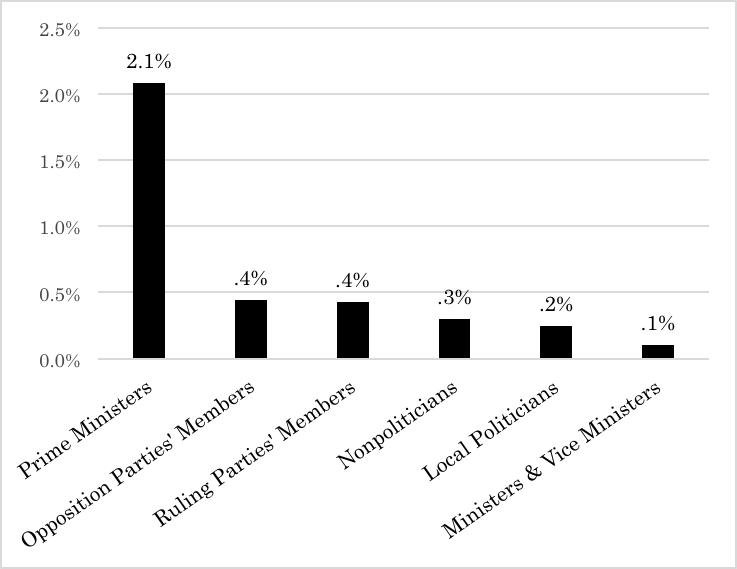 2.5%
2.1%
2.0%
1.5%
1.0%
.4%
.4%
0.5%
.3%
.2%
.1%
0.0%
Prime Ministers
Opposition Parties' Members
Ruling Parties' Members
Nonpoliticians
Local Politicians
Ministers & Vice Ministers